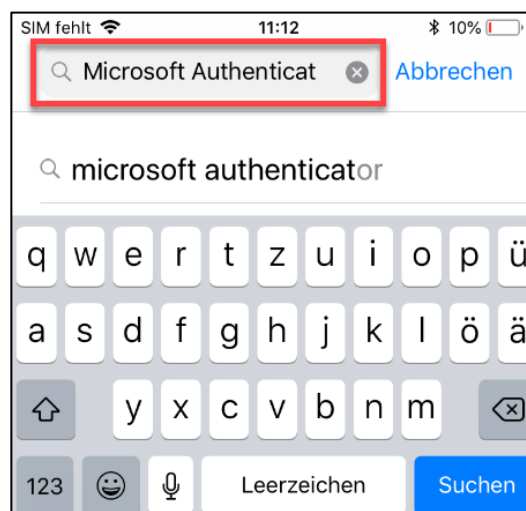 SIM fehlt 11:12 10%
Microsoft Authenticat Abbrechen
microsoft authenticator
q w e r t z u i o p ü
a s d f g h j k l ö ä
y x c v b n m
123 Leerzeichen Suchen